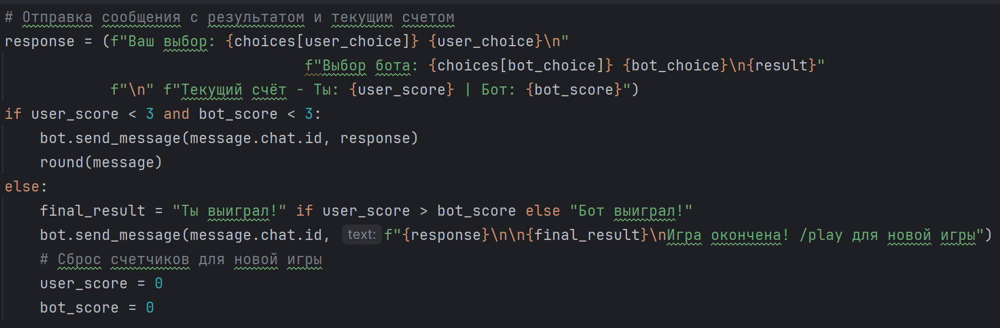 # Отправка сообщения с результатом и текущим счетом
response = (f"Ваш выбор: {choices[user_choice]} {user_choice}\n"
f"Выбор бота: {choices[bot_choice]} {bot_choice}\n{result}"
f"\n" f"Текущий счёт - Ты: {user_score} | Бот: {bot_score}")
if user_score < 3 and bot_score < 3:
bot.send_message(message.chat.id, response)
round(message)
else:
final_result = "Ты выиграл!" if user_score > bot_score else "Бот выиграл!"
bot.send_message(message.chat.id, text: f"{response}\n\n{final_result}\nИгра окончена! /play для новой игры")
# Сброс счетчиков для новой игры
user_score = 0
bot_score = 0